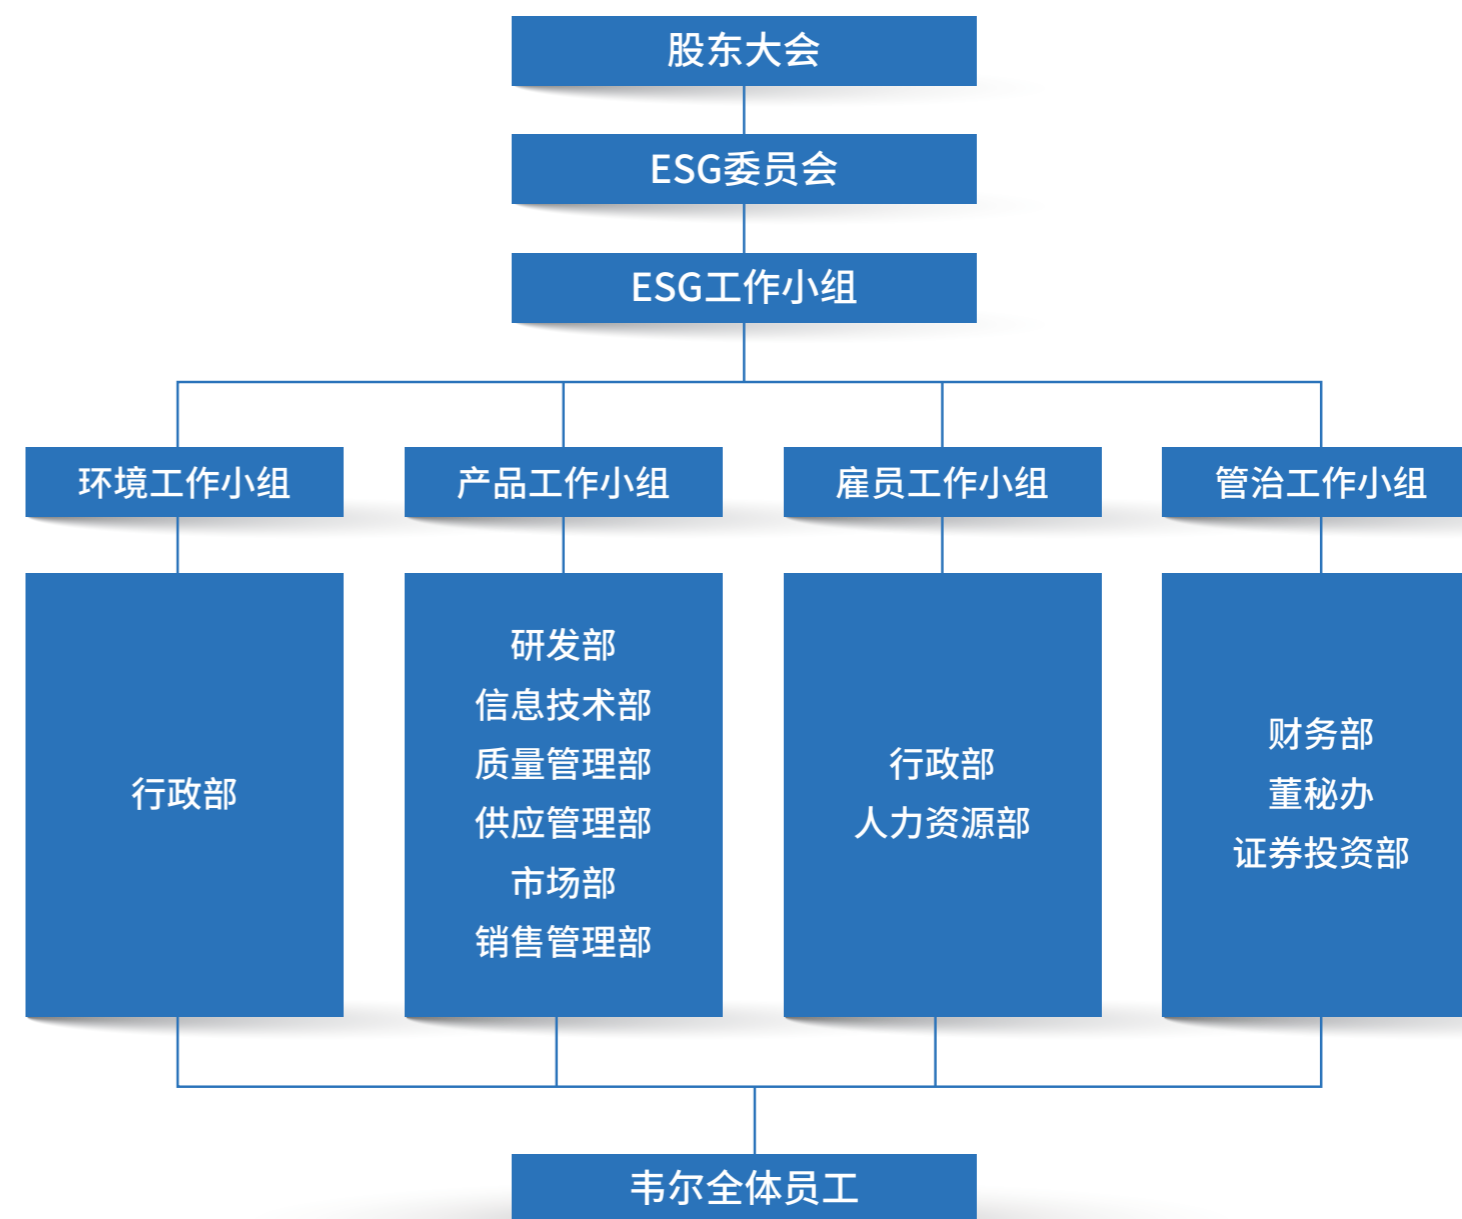 股东大会
ESG委员会
ESG工作小组
环境工作小组
产品工作小组
雇员工作小组
管治工作小组
行政部
研发部
信息技术部
质量管理部
供应管理部
市场部
销售管理部
行政部
人力资源部
财务部
董秘办
证券投资部
韦尔全体员工